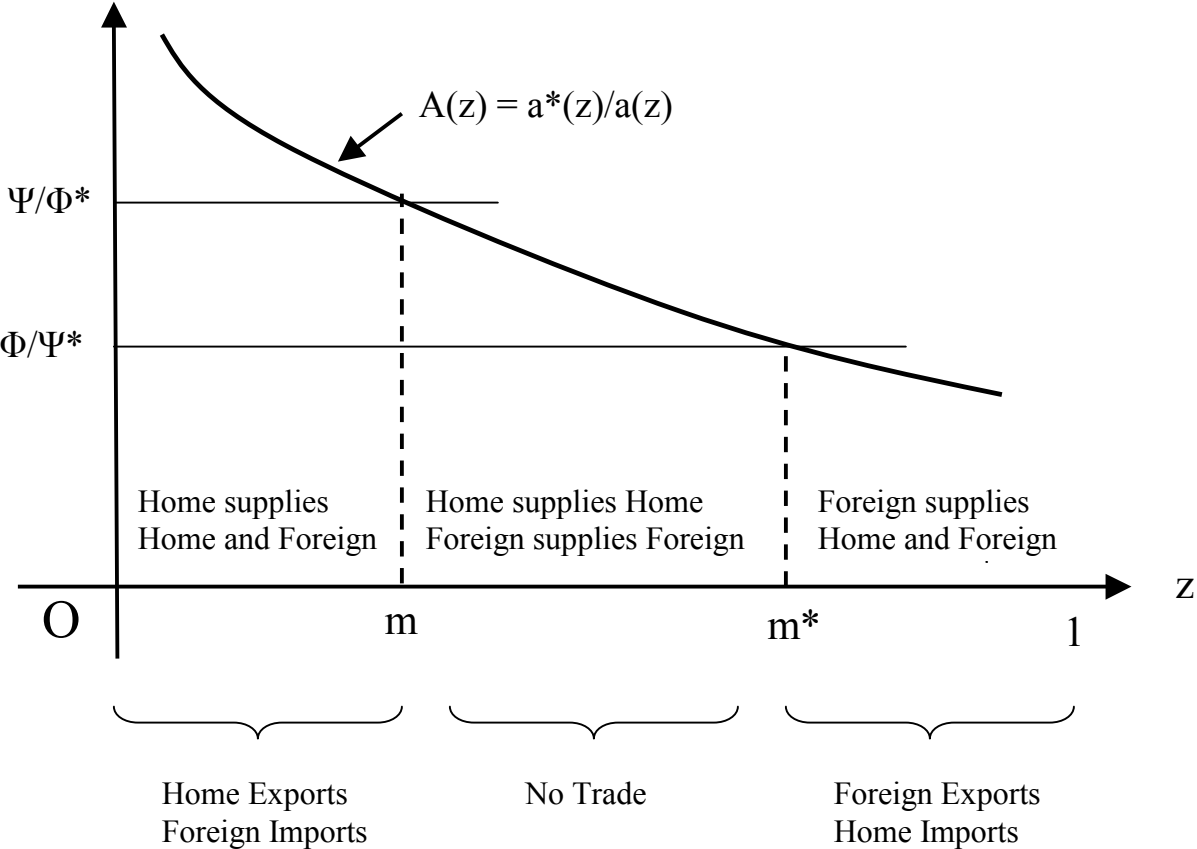 A(z) = a*(z)/a(z)
Ψ/Φ*
Φ/Ψ*
Home supplies
Home and Foreign
Home supplies Home
Foreign supplies Foreign
Foreign supplies
Home and Foreign
O
m
m*
1
z
Home Exports
Foreign Imports
No Trade
Foreign Exports
Home Imports